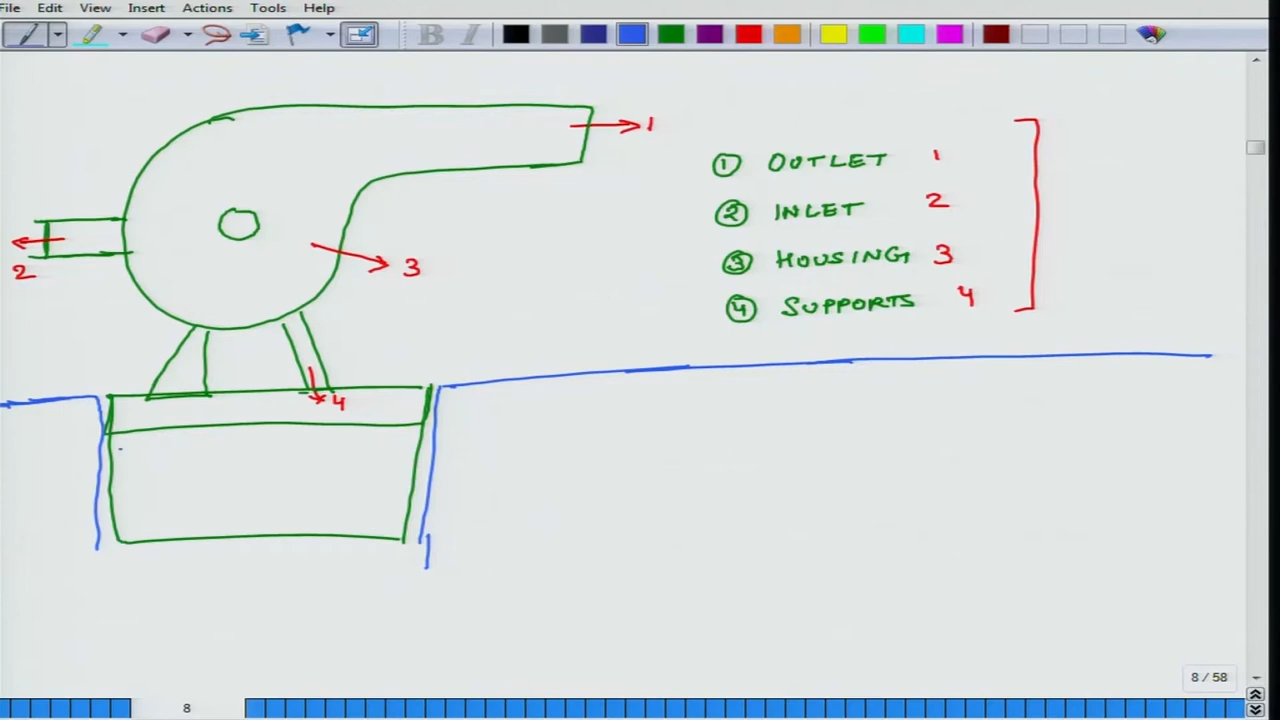 File Edit View Insert Actions Tools Help
B I
1
① OUTLET 1
② INLET 2
2
③ HOUSING 3
3
④ SUPPORTS 4
4
8 / 58
8